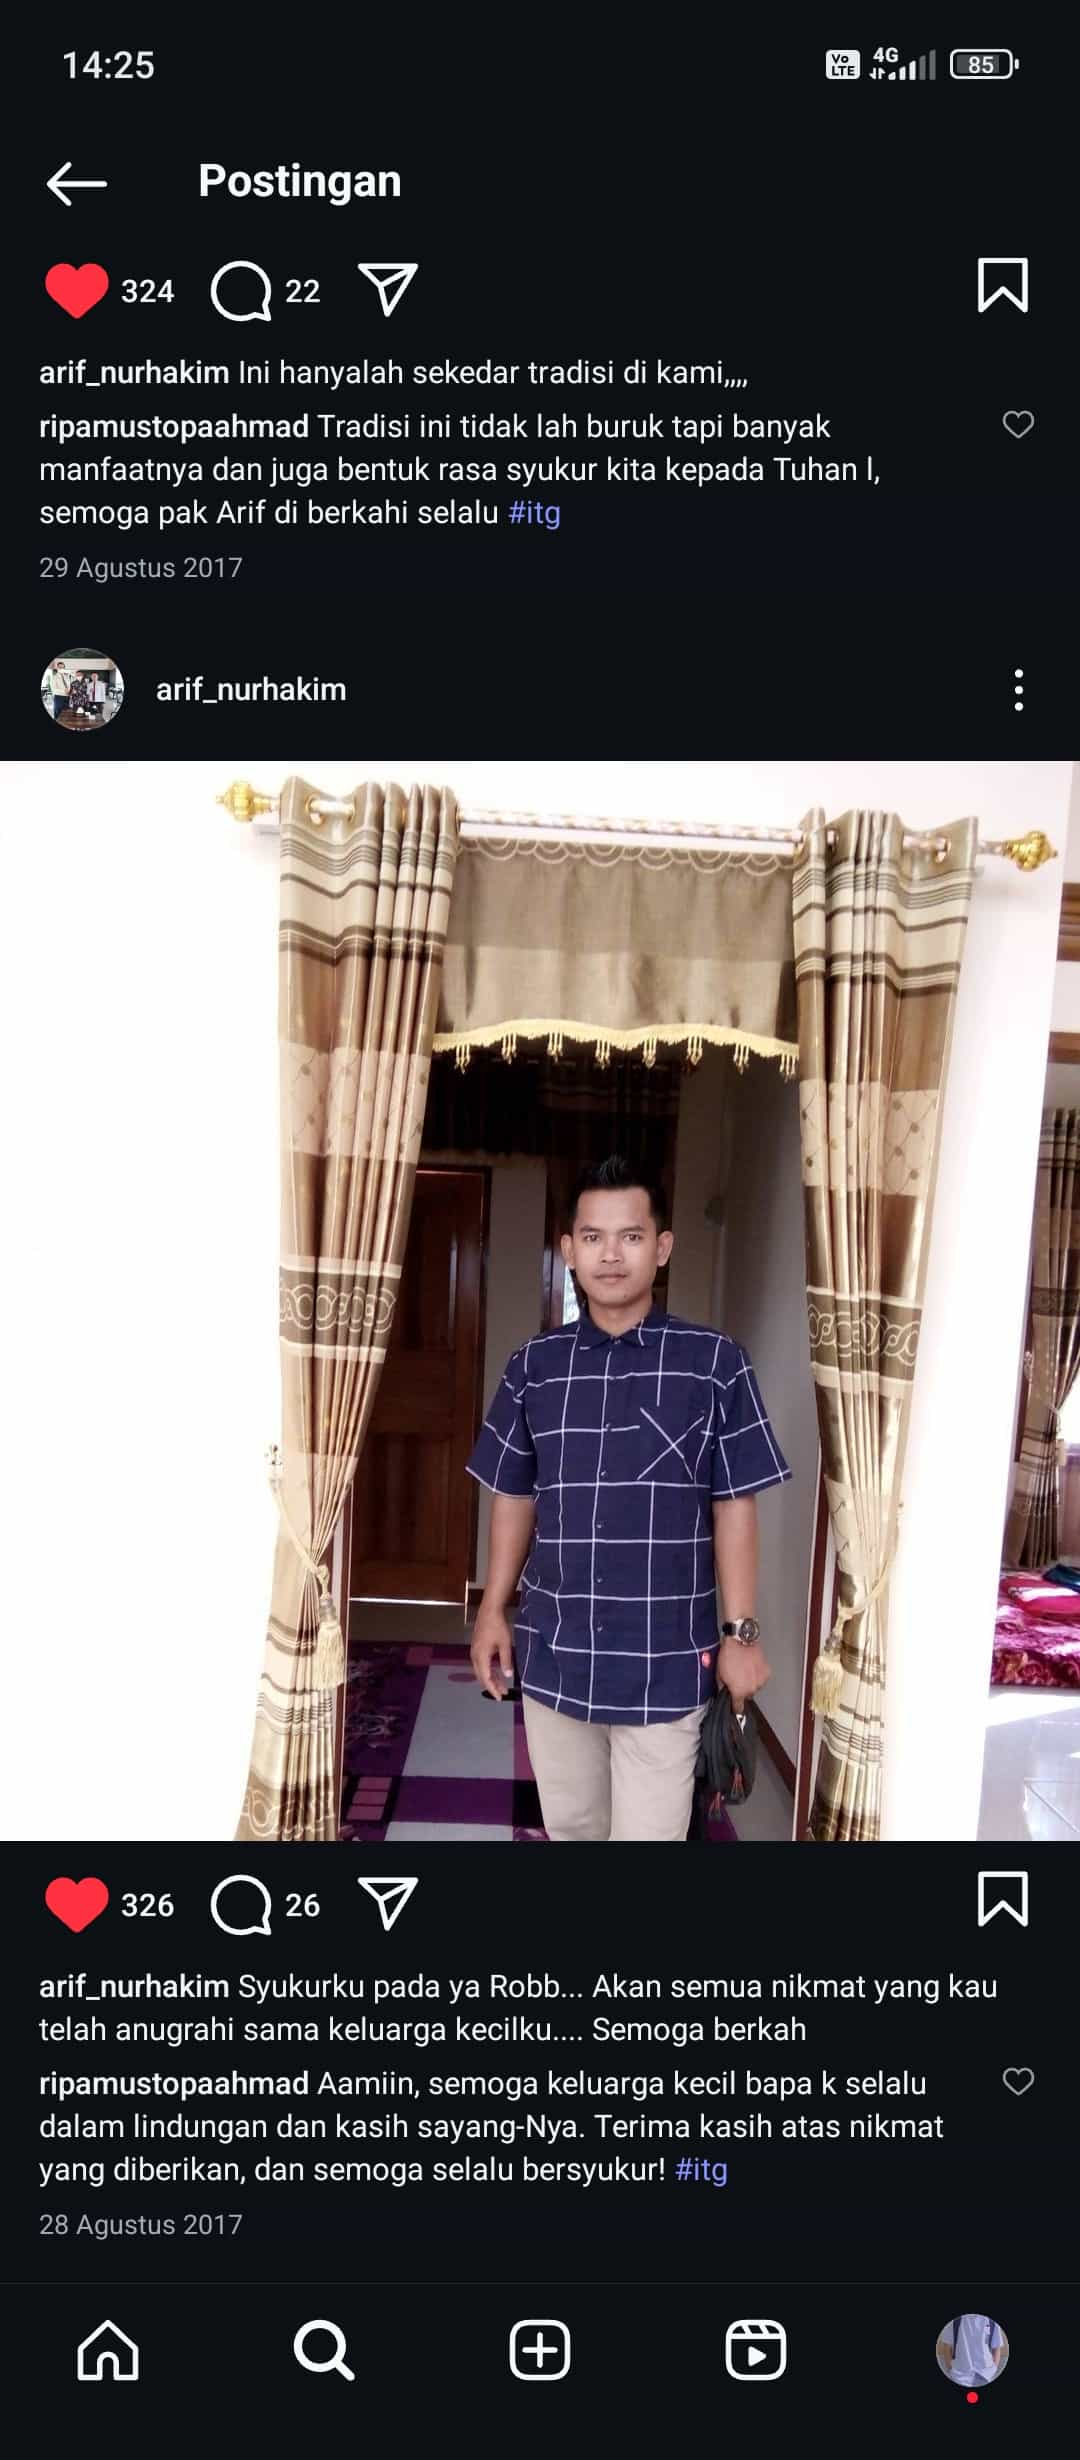 14:25
Vo LTE 4G 85
Postingan
324 22
arif_nurhakim Ini hanyalah sekedar tradisi di kami,,,,
ripamustopaahmad Tradisi ini tidak lah buruk tapi banyak
manfaatnya dan juga bentuk rasa syukur kita kepada Tuhan l,
semoga pak Arif di berkahi selalu #itg
29 Agustus 2017
arif_nurhakim
326 26
arif_nurhakim Syukurku pada ya Robb... Akan semua nikmat yang kau
telah anugrahi sama keluarga kecilku.... Semoga berkah
ripamustopaahmad Aamiin, semoga keluarga kecil bapa k selalu
dalam lindungan dan kasih sayang-Nya. Terima kasih atas nikmat
yang diberikan, dan semoga selalu bersyukur! #itg
28 Agustus 2017